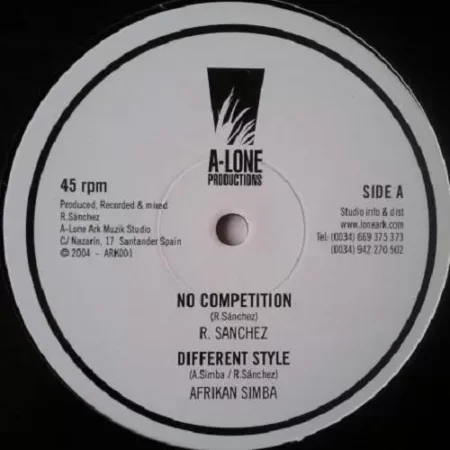 A-LONE
PRODUCTIONS
45 rpm
Produced, Recorded & mixed
R.Sánchez
A-Lone Ark Muzik Studio
C/ Nazarin, 17 Santander Spain
© 2004 - ARK001
SIDE A
Studio info & dist
www.loneark.com
Tel: (0034) 669 375 373
(0034) 942 270 502
NO COMPETITION
(R.Sánchez)
R. SANCHEZ
DIFFERENT STYLE
(A.Simba / R.Sánchez)
AFRIKAN SIMBA